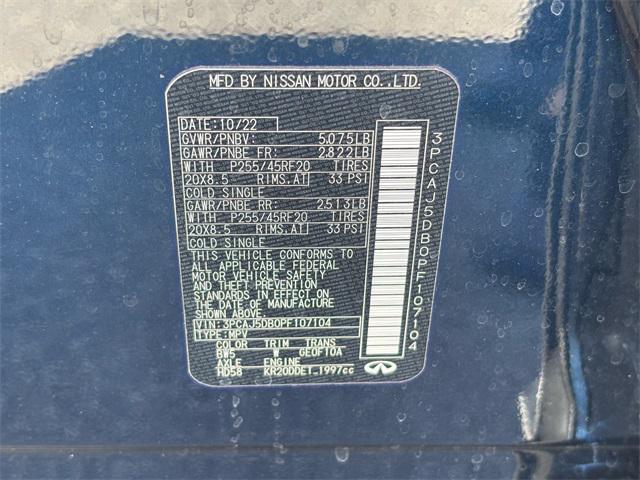 MFD BY NISSAN MOTOR CO.,LTD.
DATE:10/22
GVWR/PNBV: 5,075LB
GAWR/PNBE FR: 2,822LB
WITH P255/45RF20 TIRES
20X8.5 RIMS,AT 33 PSI
COLD SINGLE
GAWR/PNBE RR: 2,513LB
WITH P255/45RF20 TIRES
20X8.5 RIMS,AT 33 PSI
COLD SINGLE
THIS VEHICLE CONFORMS TO
ALL APPLICABLE FEDERAL
MOTOR VEHICLE SAFETY
AND THEFT PREVENTION
STANDARDS IN EFFECT ON THE
DATE OF MANUFACTURE
SHOWN ABOVE.
VIN:3PCAJ5DB0PF107104
TYPE:MPV
COLOR TRIM TRANS
BW5 W GE0F10A
AXLE ENGINE
HD58 KR20DDET 1997cc
3PCAJ5DB0PF107104